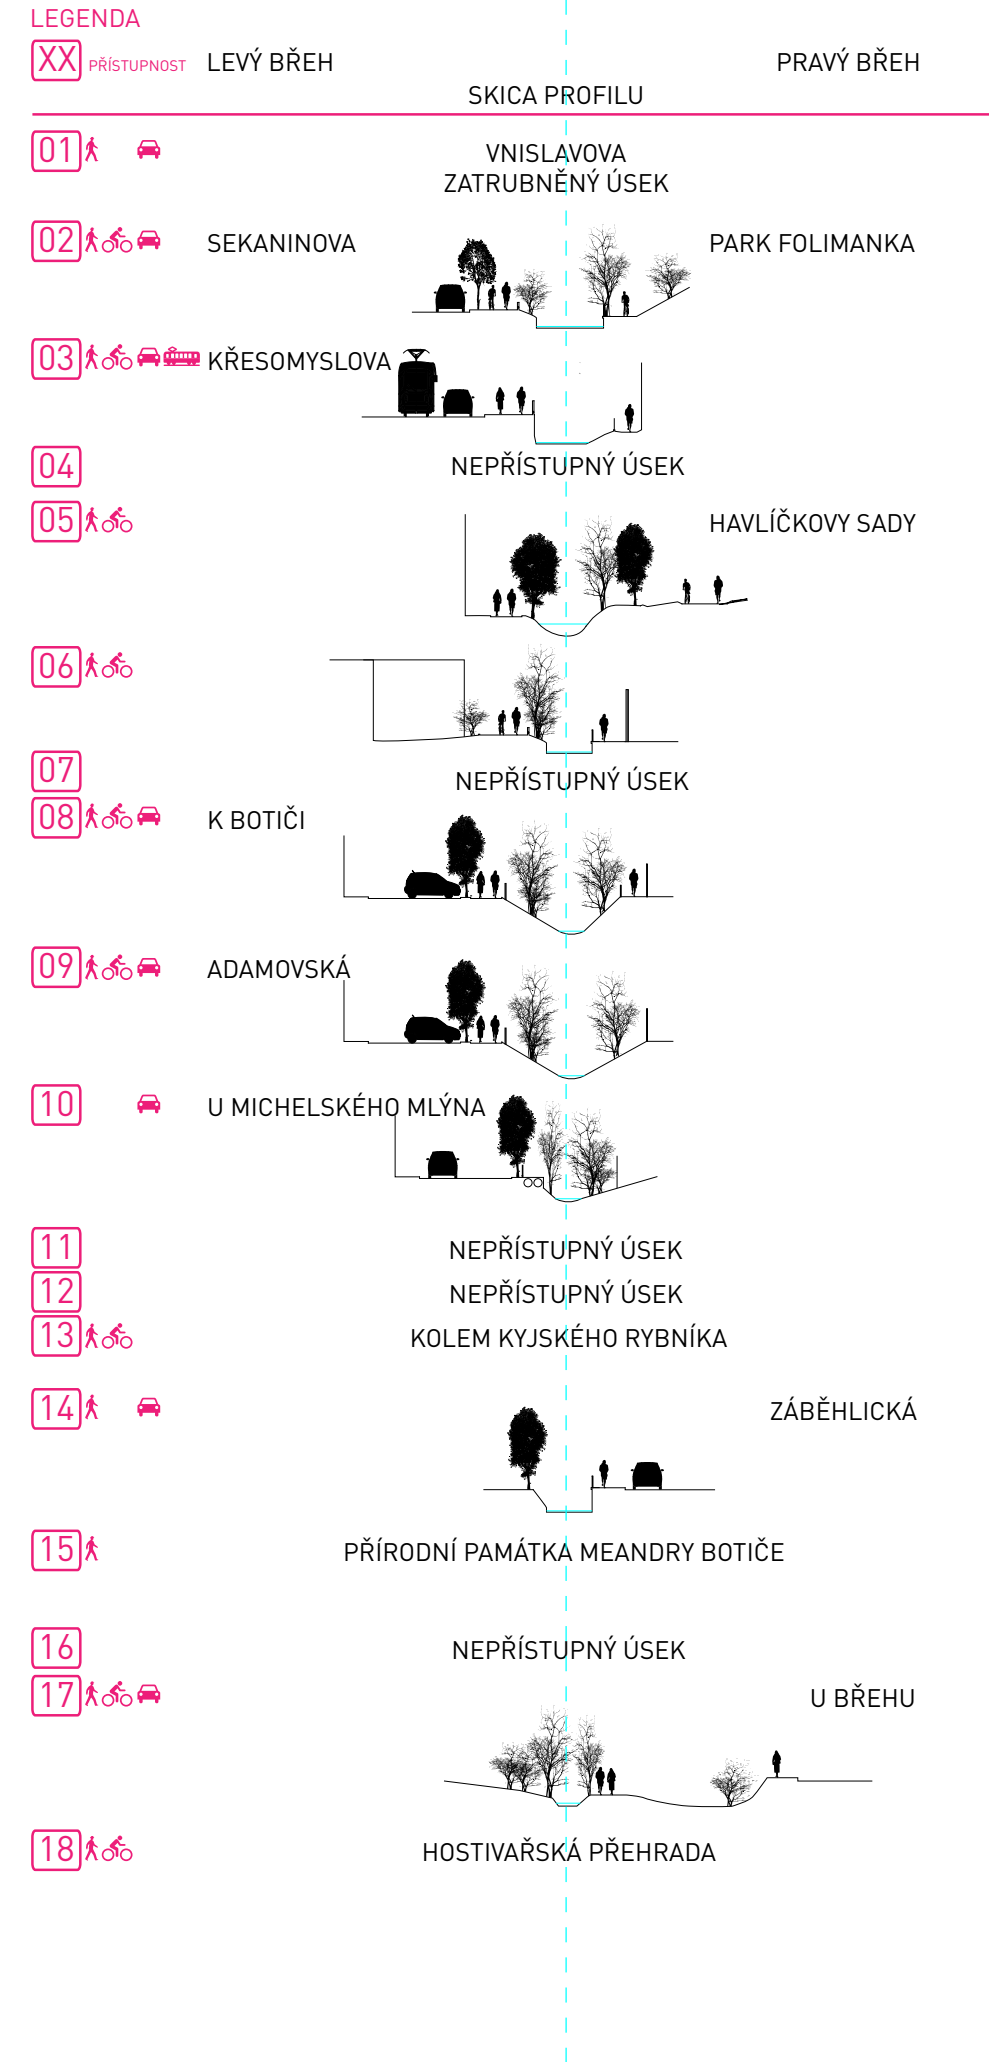 LEGENDA
XX PŘÍSTUPNOST LEVÝ BŘEH PRAVÝ BŘEH
SKICA PROFILU
01 VNISLAVOVA
ZATRUBNĚNÝ ÚSEK
02 SEKANINOVA PARK FOLIMANKA
03 KŘESOMYSLOVA
04 NEPŘÍSTUPNÝ ÚSEK
05 HAVLÍČKOVY SADY
06
07 NEPŘÍSTUPNÝ ÚSEK
08 K BOTIČI
09 ADAMOVSKÁ
10 U MICHELSKÉHO MLÝNA
11 NEPŘÍSTUPNÝ ÚSEK
12 NEPŘÍSTUPNÝ ÚSEK
13 KOLEM KYJSKÉHO RYBNÍKA
14 ZÁBĚHLICKÁ
15 PŘÍRODNÍ PAMÁTKA MEANDRY BOTIČE
16 NEPŘÍSTUPNÝ ÚSEK
17 U BŘEHU
18 HOSTIVAŘSKÁ PŘEHRADA